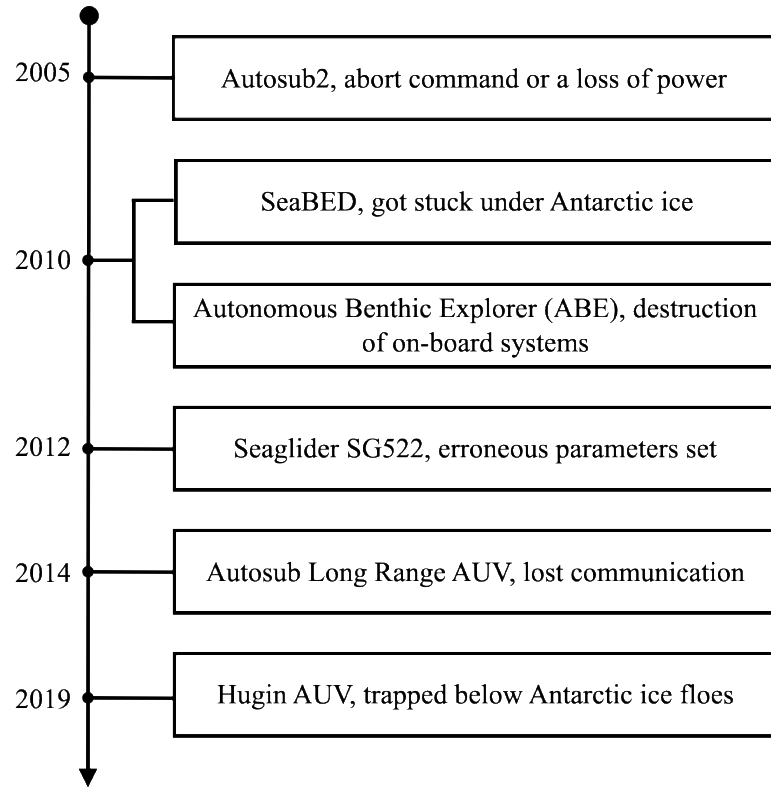 2005
Autosub2, abort command or a loss of power
SeaBED, got stuck under Antarctic ice
2010
Autonomous Benthic Explorer (ABE), destruction
of on-board systems
2012
Seaglider SG522, erroneous parameters set
2014
Autosub Long Range AUV, lost communication
2019
Hugin AUV, trapped below Antarctic ice floes